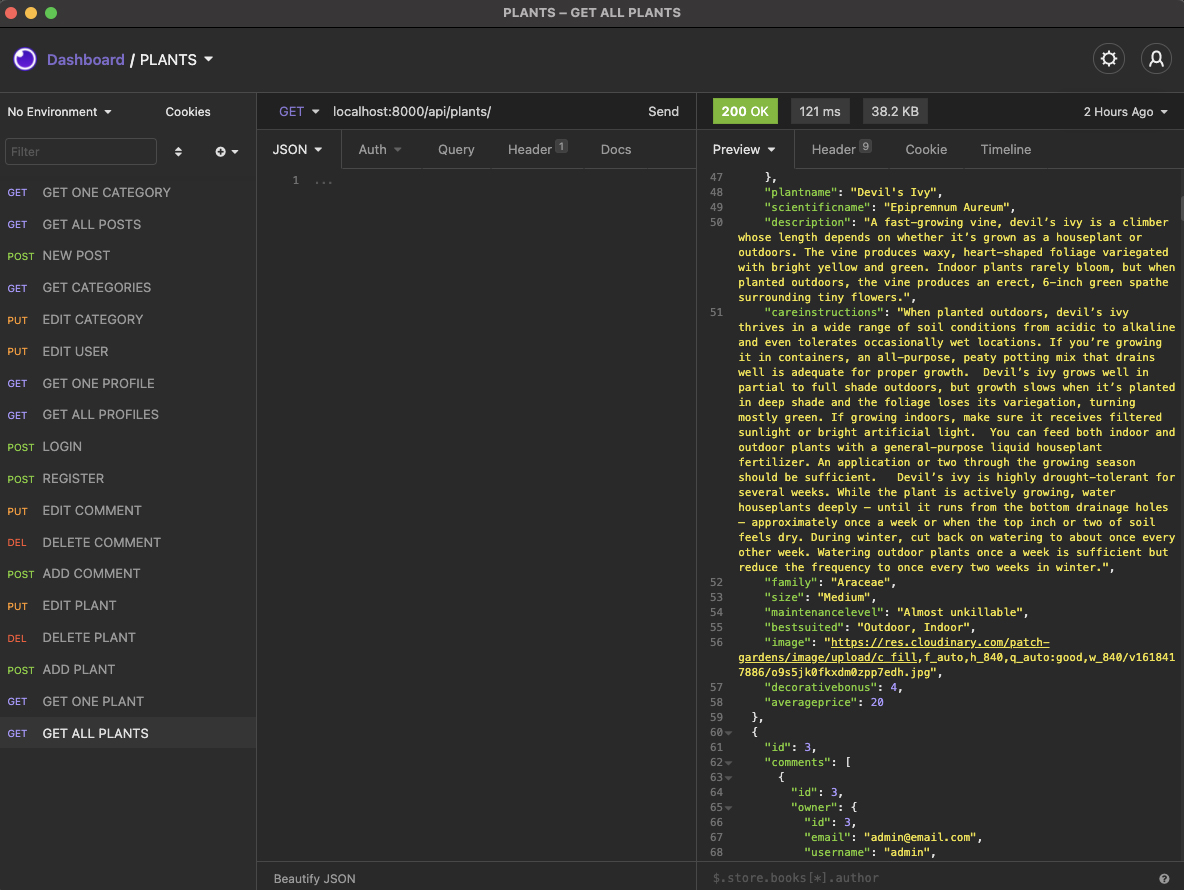 PLANTS – GET ALL PLANTS
Dashboard / PLANTS
No Environment
Cookies
Filter
GET GET ONE CATEGORY
GET GET ALL POSTS
POST NEW POST
GET GET CATEGORIES
PUT EDIT CATEGORY
PUT EDIT USER
GET GET ONE PROFILE
GET GET ALL PROFILES
POST LOGIN
POST REGISTER
PUT EDIT COMMENT
DEL DELETE COMMENT
POST ADD COMMENT
PUT EDIT PLANT
DEL DELETE PLANT
POST ADD PLANT
GET GET ONE PLANT
GET GET ALL PLANTS
GET localhost:8000/api/plants/ Send
JSON Auth Query Header 1 Docs
1 ...
Beautify JSON
200 OK 121 ms 38.2 KB 2 Hours Ago
Preview Header 9 Cookie Timeline
47 },
48 "plantname": "Devil's Ivy",
49 "scientificname": "Epipremnum Aureum",
50 "description": "A fast-growing vine, devil’s ivy is a climber
whose length depends on whether it’s grown as a houseplant or
outdoors. The vine produces waxy, heart-shaped foliage variegated
with bright yellow and green. Indoor plants rarely bloom, but when
planted outdoors, the vine produces an erect, 6-inch green spathe
surrounding tiny flowers.",
51 "careinstructions": "When planted outdoors, devil’s ivy
thrives in a wide range of soil conditions from acidic to alkaline
and even tolerates occasionally wet locations. If you’re growing
it in containers, an all-purpose, peaty potting mix that drains
well is adequate for proper growth.  Devil’s ivy grows well in
partial to full shade outdoors, but growth slows when it’s planted
in deep shade and the foliage loses its variegation, turning
mostly green. If growing indoors, make sure it receives filtered
sunlight or bright artificial light.  You can feed both indoor and
outdoor plants with a general-purpose liquid houseplant
fertilizer. An application or two through the growing season
should be sufficient.   Devil’s ivy is highly drought-tolerant for
several weeks. While the plant is actively growing, water
houseplants deeply — until it runs from the bottom drainage holes
— approximately once a week or when the top inch or two of soil
feels dry. During winter, cut back on watering to about once every
other week. Watering outdoor plants once a week is sufficient but
reduce the frequency to once every two weeks in winter.",
52 "family": "Araceae",
53 "size": "Medium",
54 "maintenancelevel": "Almost unkillable",
55 "bestsuited": "Outdoor, Indoor",
56 "image": "https://res.cloudinary.com/patch-
gardens/image/upload/c_fill,f_auto,h_840,q_auto:good,w_840/v161841
7886/o9s5jk0fkxdm0zpp7edh.jpg",
57 "decorativebonus": 4,
58 "averageprice": 20
59 },
60 {
61 "id": 3,
62 "comments": [
63 {
64 "id": 3,
65 "owner": {
66 "id": 3,
67 "email": "admin@email.com",
68 "username": "admin",
$.store.books[*].author